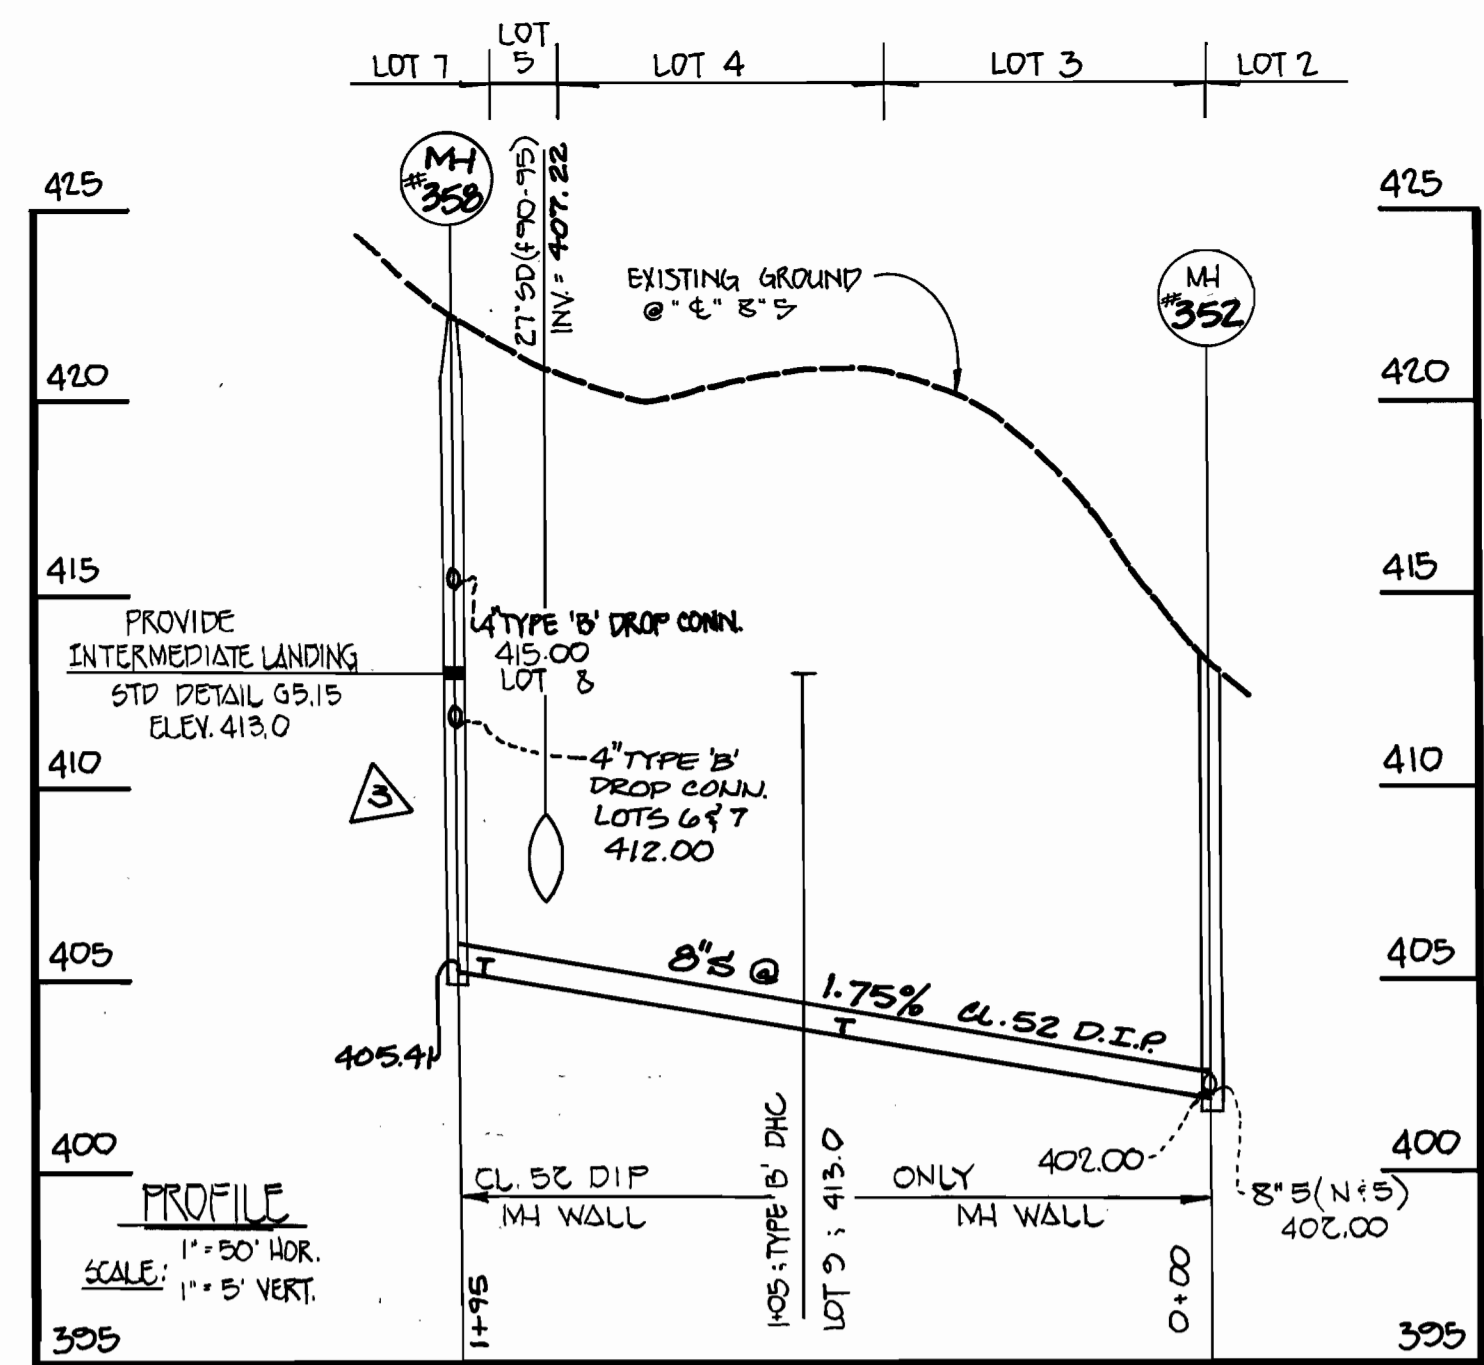 LOT 7
LOT
5
LOT 4
LOT 3
LOT 2
MH
#358
27"SD(F90-95)
INV.= 407.22
MH
#352
EXISTING GROUND
@ "℄" 8"S
425
420
415
410
405
400
395
425
420
415
410
405
400
395
PROVIDE
INTERMEDIATE LANDING
STD DETAIL G5.15
ELEV. 413.0
4"TYPE 'B' DROP CONN.
415.00
LOT 8
4"TYPE 'B'
DROP CONN.
LOTS 6 & 7
412.00
3
8"S @ 1.75% CL.52 D.I.P.
T
T
405.41
402.00
8"S(N&S)
402.00
CL. 52 DIP ONLY
MH WALL
MH WALL
1+05; TYPE 'B' DHC
LOT 9; 413.0
1+95
0+00
PROFILE
SCALE: 1"=50' HOR.
1"=5' VERT.